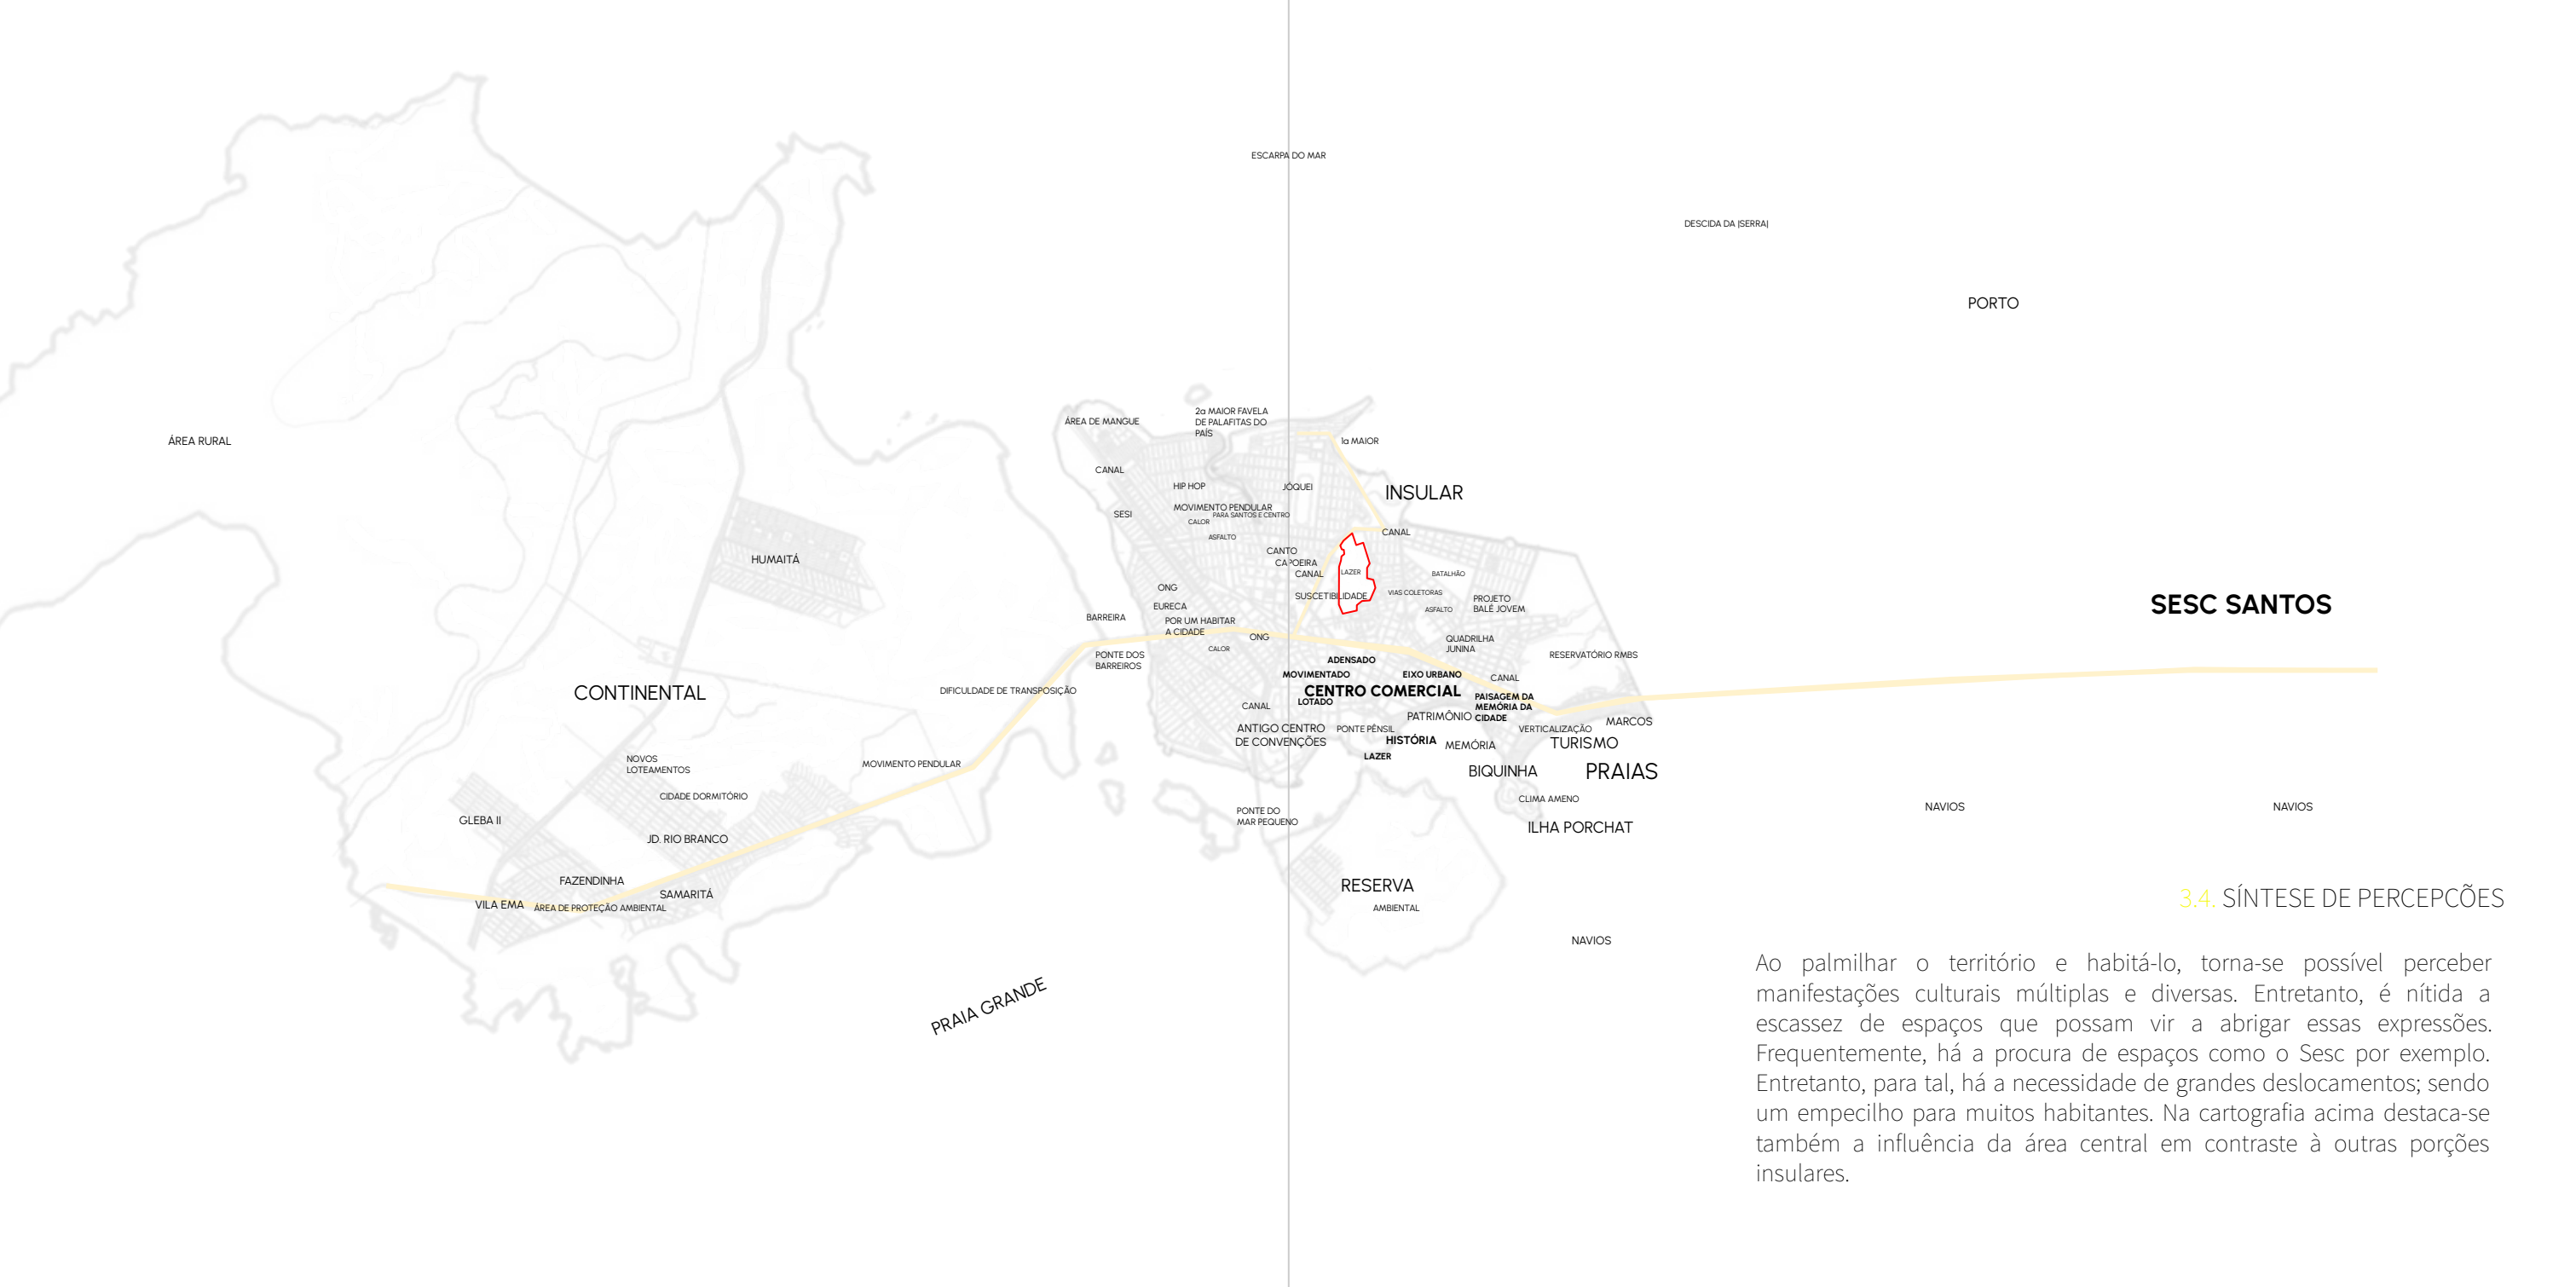 ESCARPA DO MAR
DESCIDA DA |SERRA|
PORTO
ÁREA RURAL
ÁREA DE MANGUE
2a MAIOR FAVELA
DE PALAFITAS DO
PAÍS
1a MAIOR
CANAL
HIP HOP
JÓQUEI
INSULAR
MOVIMENTO PENDULAR
PARA SANTOS E CENTRO
SESI
CALOR
ASFALTO
CANAL
CANTO
CAPOEIRA
CANAL
LAZER
BATALHÃO
HUMAITÁ
ONG
SUSCETIBILIDADE
VIAS COLETORAS
PROJETO
BALÉ JOVEM
ASFALTO
EURECA
BARREIRA
POR UM HABITAR
A CIDADE
ONG
QUADRILHA
JUNINA
SESC SANTOS
CALOR
PONTE DOS
BARREIROS
RESERVATÓRIO RMBS
ADENSADO
MOVIMENTADO
EIXO URBANO
CANAL
CONTINENTAL
DIFICULDADE DE TRANSPOSIÇÃO
CENTRO COMERCIAL
LOTADO
PAISAGEM DA
MEMÓRIA DA
CIDADE
CANAL
PATRIMÔNIO
MARCOS
ANTIGO CENTRO
DE CONVENÇÕES
PONTE PÊNSIL
VERTICALIZAÇÃO
HISTÓRIA
MEMÓRIA
TURISMO
LAZER
BIQUINHA
PRAIAS
NOVOS
LOTEAMENTOS
MOVIMENTO PENDULAR
CIDADE DORMITÓRIO
CLIMA AMENO
NAVIOS
NAVIOS
PONTE DO
MAR PEQUENO
GLEBA II
ILHA PORCHAT
JD. RIO BRANCO
FAZENDINHA
SAMARITÁ
RESERVA
AMBIENTAL
VILA EMA
ÁREA DE PROTEÇÃO AMBIENTAL
NAVIOS
PRAIA GRANDE
3.4. SÍNTESE DE PERCEPCÕES
Ao palmilhar o território e habitá-lo, torna-se possível perceber
manifestações culturais múltiplas e diversas. Entretanto, é nítida a
escassez de espaços que possam vir a abrigar essas expressões.
Frequentemente, há a procura de espaços como o Sesc por exemplo.
Entretanto, para tal, há a necessidade de grandes deslocamentos; sendo
um empecilho para muitos habitantes. Na cartografia acima destaca-se
também a influência da área central em contraste à outras porções
insulares.